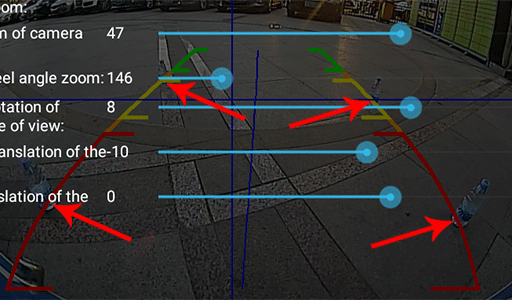 om:
m of camera 47
eel angle zoom: 146
otation of 8
e of view:
anslation of the -10
slation of the 0